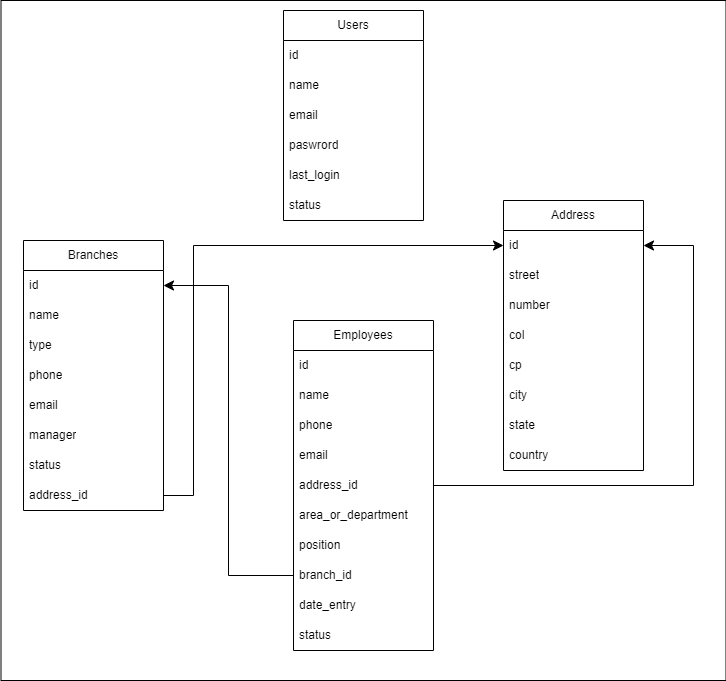 Users
id
name
email
paswrord
last_login
status
Address
id
street
number
col
cp
city
state
country
Branches
id
name
type
phone
email
manager
status
address_id
Employees
id
name
phone
email
address_id
area_or_department
position
branch_id
date_entry
status